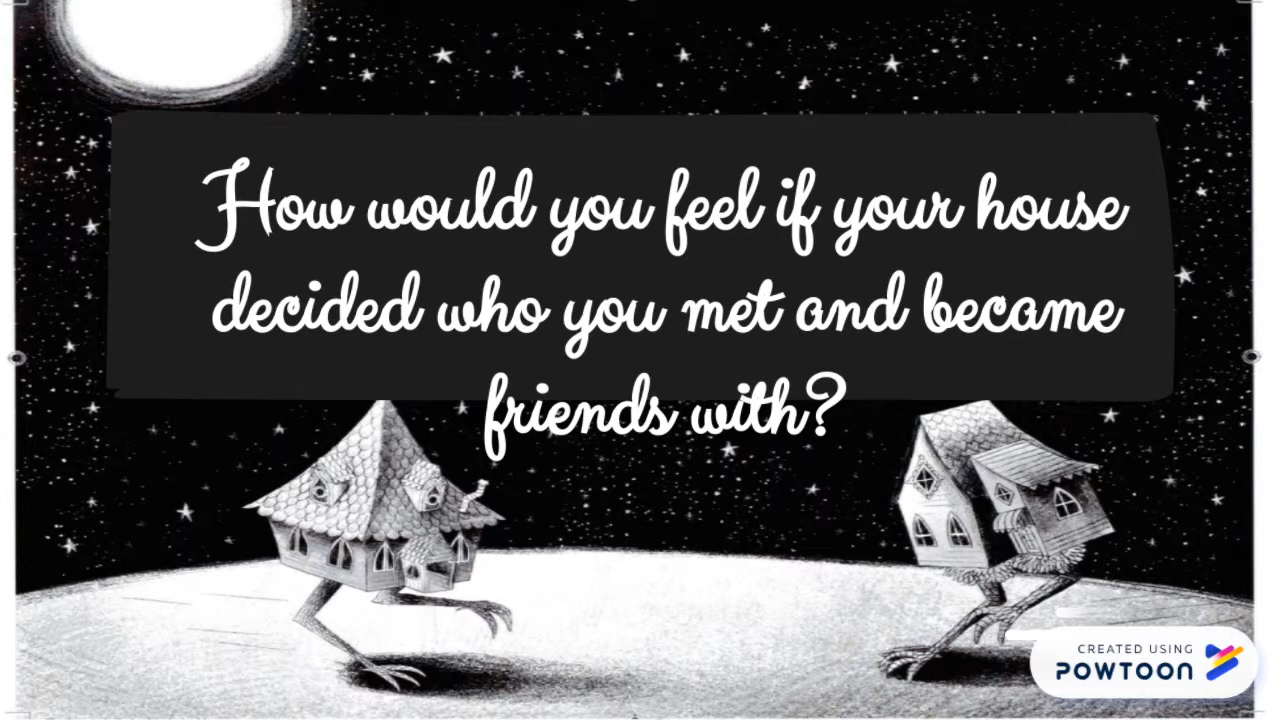 How would you feel if your house
decided who you met and became
friends with?
CREATED USING
POWTOON